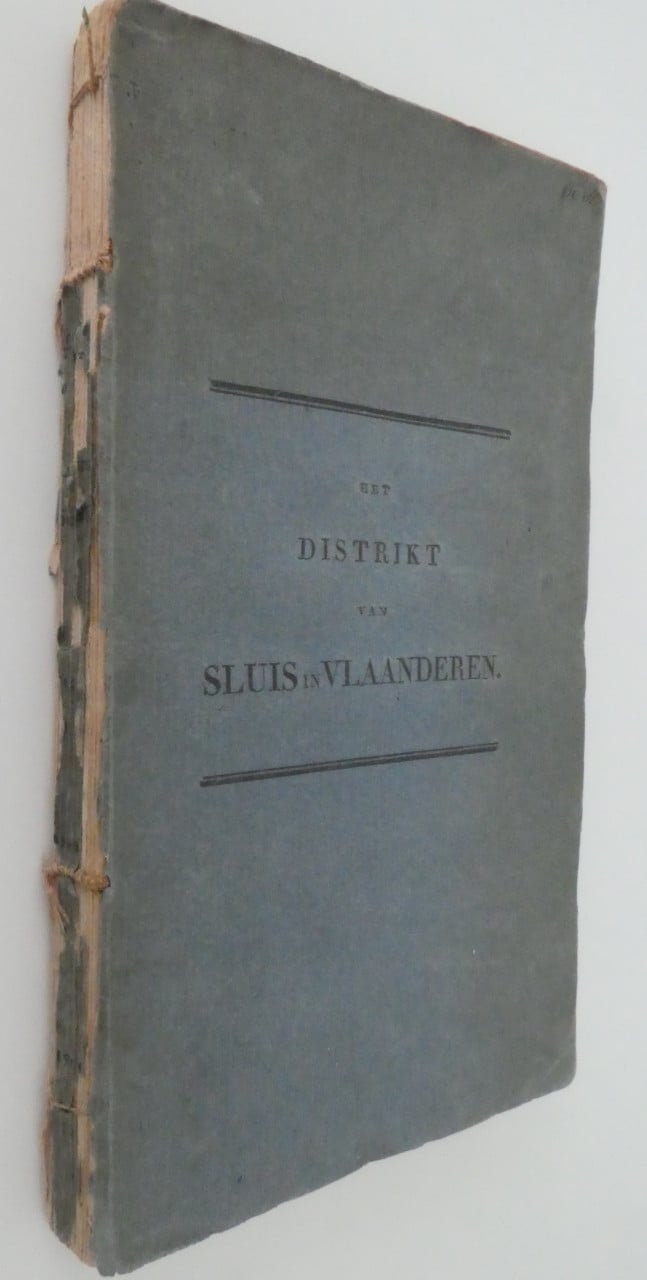 HET
DISTRIKT
VAN
SLUIS IN VLAANDEREN.